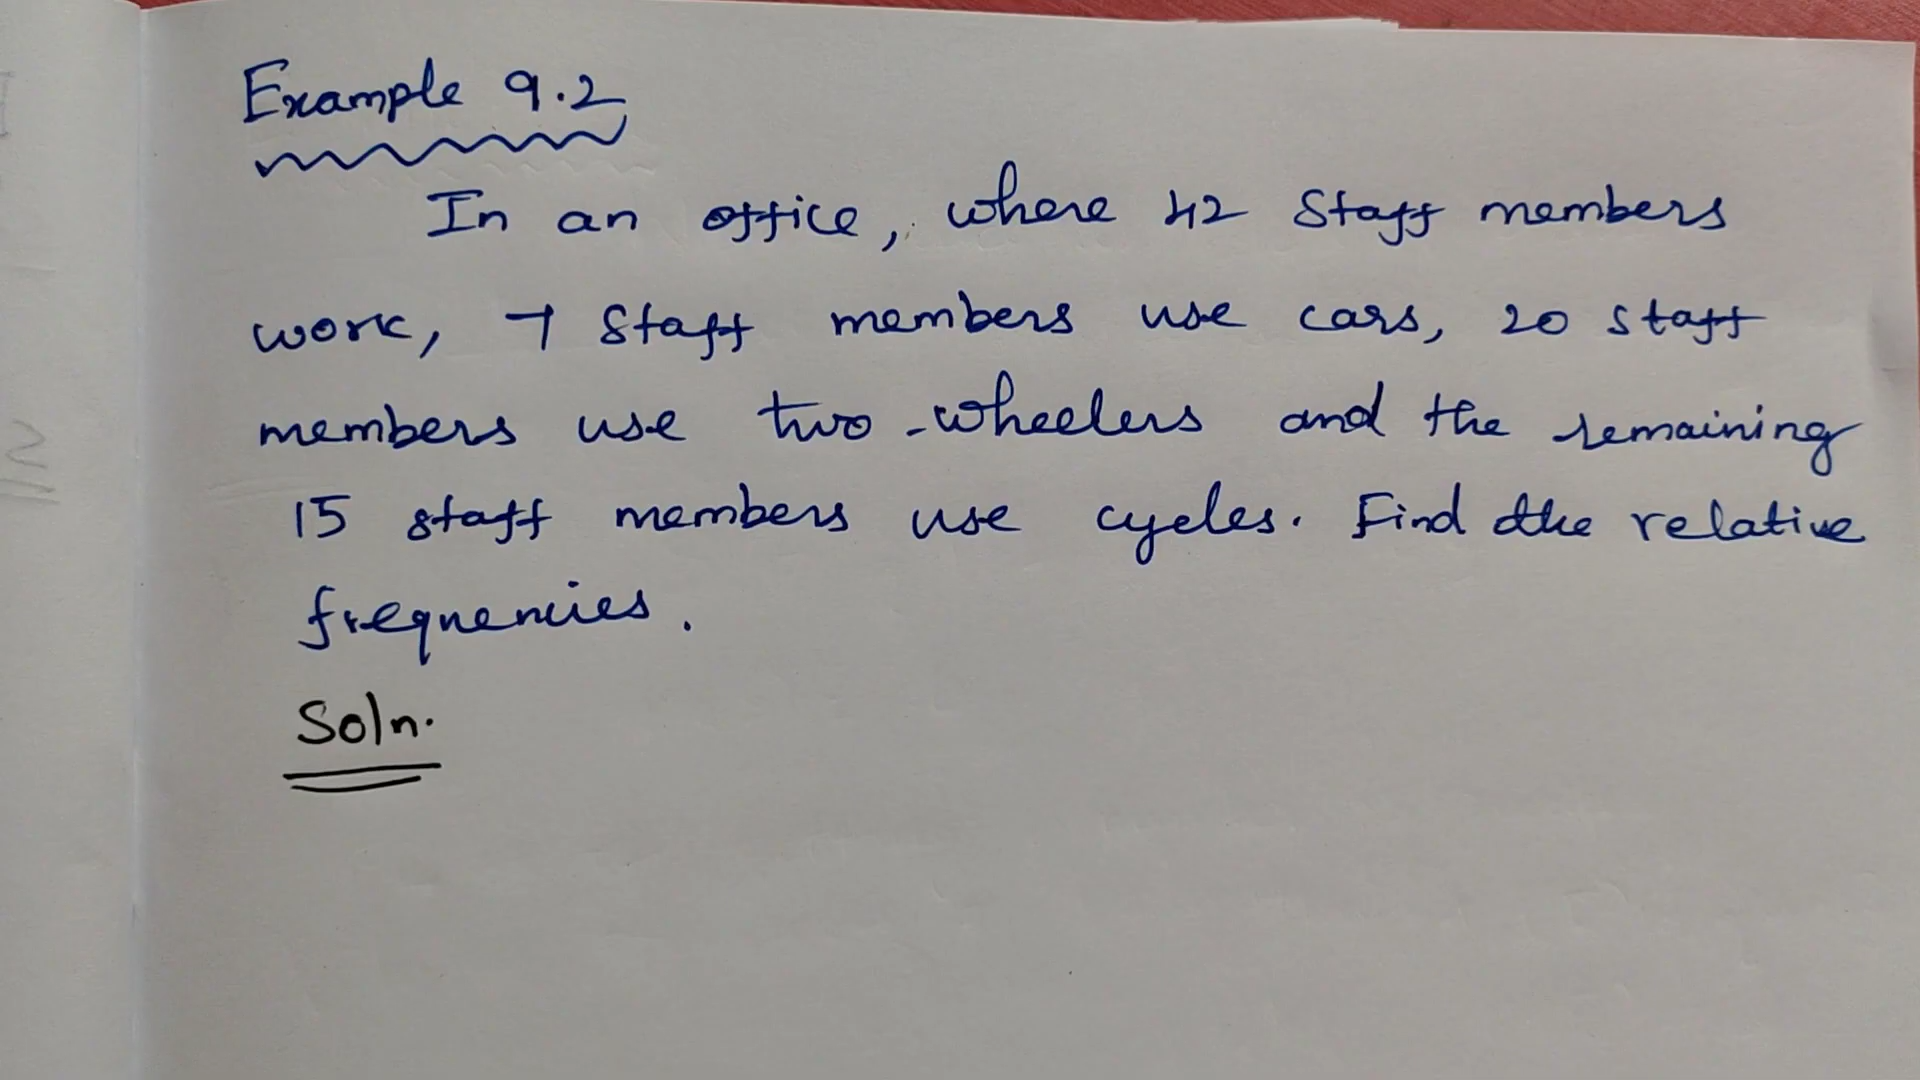 Example 9.2
In an office, where 42 Staff members
work, 7 Staff members use cars, 20 staff
members use two-wheelers and the remaining
15 staff members use cycles. Find the relative
frequencies.
Soln.